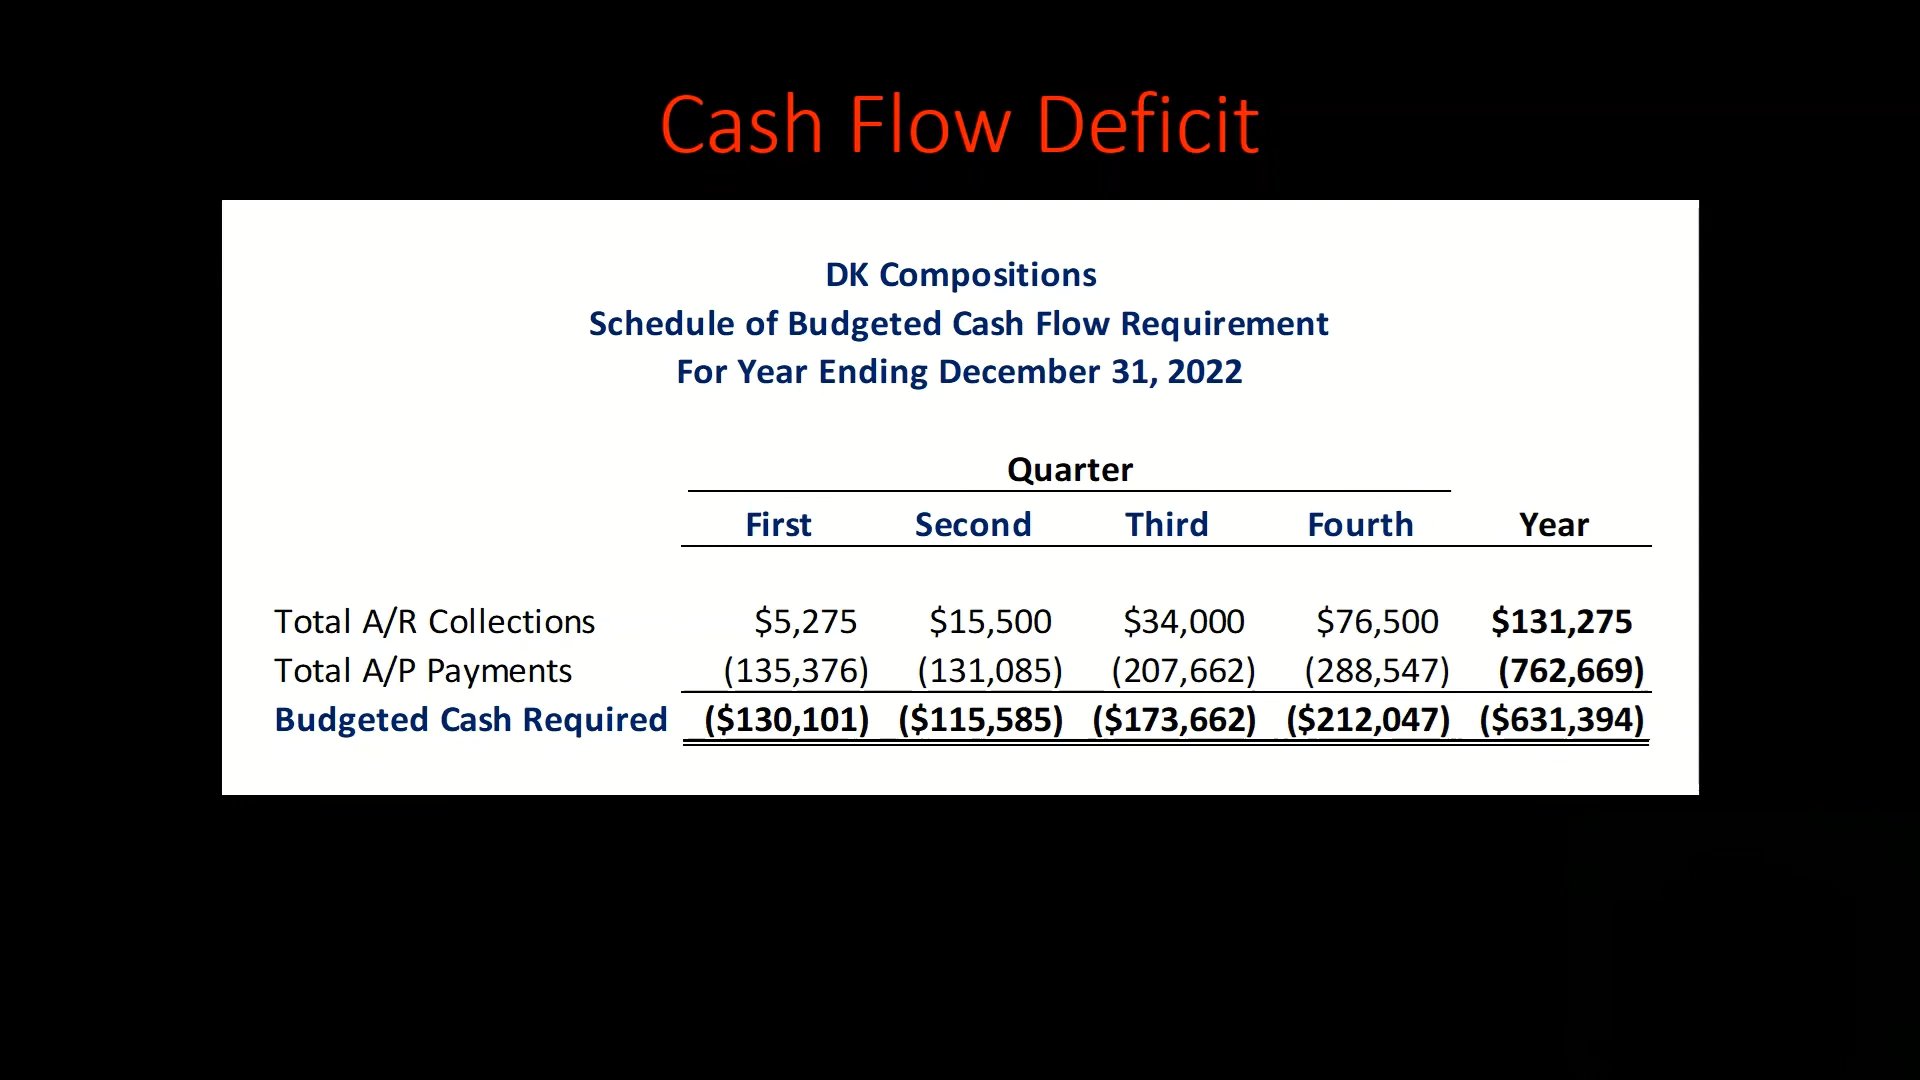 Cash Flow Deficit
DK Compositions
Schedule of Budgeted Cash Flow Requirement
For Year Ending December 31, 2022
Quarter
First Second Third Fourth Year
Total A/R Collections $5,275 $15,500 $34,000 $76,500 $131,275
Total A/P Payments (135,376) (131,085) (207,662) (288,547) (762,669)
Budgeted Cash Required ($130,101) ($115,585) ($173,662) ($212,047) ($631,394)